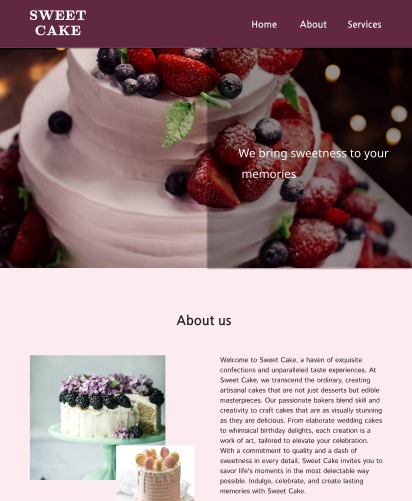 SWEET
CAKE
Home About Services
We bring sweetness to your
memories
About us
Welcome to Sweet Cake, a haven of exquisite
confections and unparalleled taste experiences. At
Sweet Cake, we transcend the ordinary, creating
artisanal cakes that are not just desserts but edible
masterpieces. Our passionate bakers blend skill and
creativity to craft cakes that are as visually stunning
as they are delicious. From elaborate wedding cakes
to whimsical birthday delights, each creation is a
work of art, tailored to elevate your celebration.
With a commitment to quality and a dash of
sweetness in every detail, Sweet Cake invites you to
savor life's moments in the most delectable way
possible. Indulge, celebrate, and create lasting
memories with Sweet Cake.